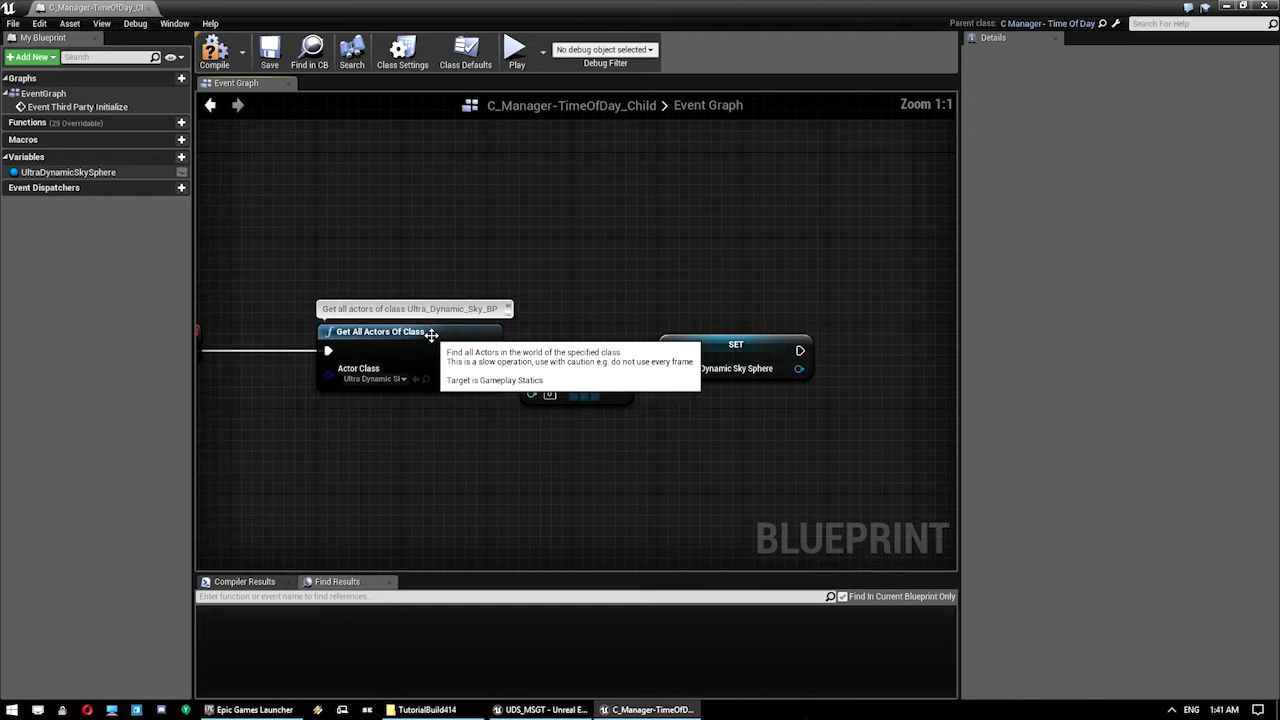 C_Manager-TimeOfDay_Cl
File Edit Asset View Debug Window Help
Parent class: C Manager- Time Of Day
Search For Help
My Blueprint
Add New
Search
Graphs
EventGraph
Event Third Party Initialize
Functions (29 Overridable)
Macros
Variables
UltraDynamicSkySphere
Event Dispatchers
Compile
Save
Find in CB
Search
Class Settings
Class Defaults
Play
No debug object selected
Debug Filter
Details
Event Graph
C_Manager-TimeOfDay_Child > Event Graph
Zoom 1:1
Get all actors of class Ultra_Dynamic_Sky_BP
f Get All Actors Of Class
Actor Class
Ultra Dynamic Sl
Find all Actors in the world of the specified class
This is a slow operation, use with caution e.g. do not use every frame.
Target is Gameplay Statics
0
SET
Dynamic Sky Sphere
BLUEPRINT
Compiler Results
Find Results
Enter function or event name to find references...
Find In Current Blueprint Only
Epic Games Launcher
TutorialBuild414
UDS_MSGT - Unreal E...
C_Manager-TimeOfD...
ENG
1:41 AM